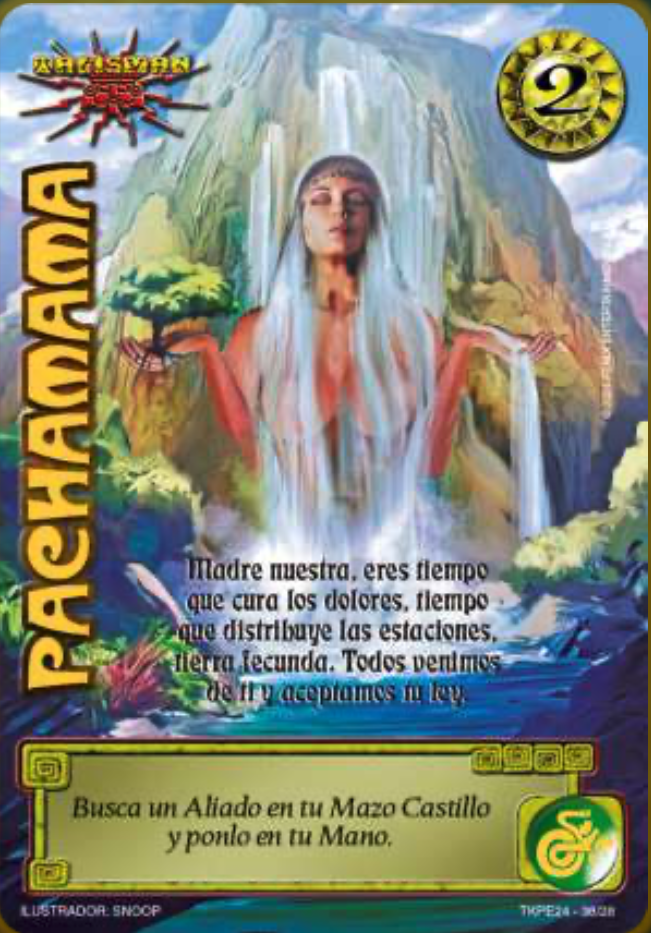 TALISMAN
2
PACHAMAMA
Madre nuestra, eres tiempo
que cura los dolores, tiempo
que distribuye las estaciones,
tierra fecunda. Todos venimos
de ti y aceptamos tu ley.
Busca un Aliado en tu Mazo Castillo
y ponlo en tu Mano.
ILUSTRADOR: SNOOP